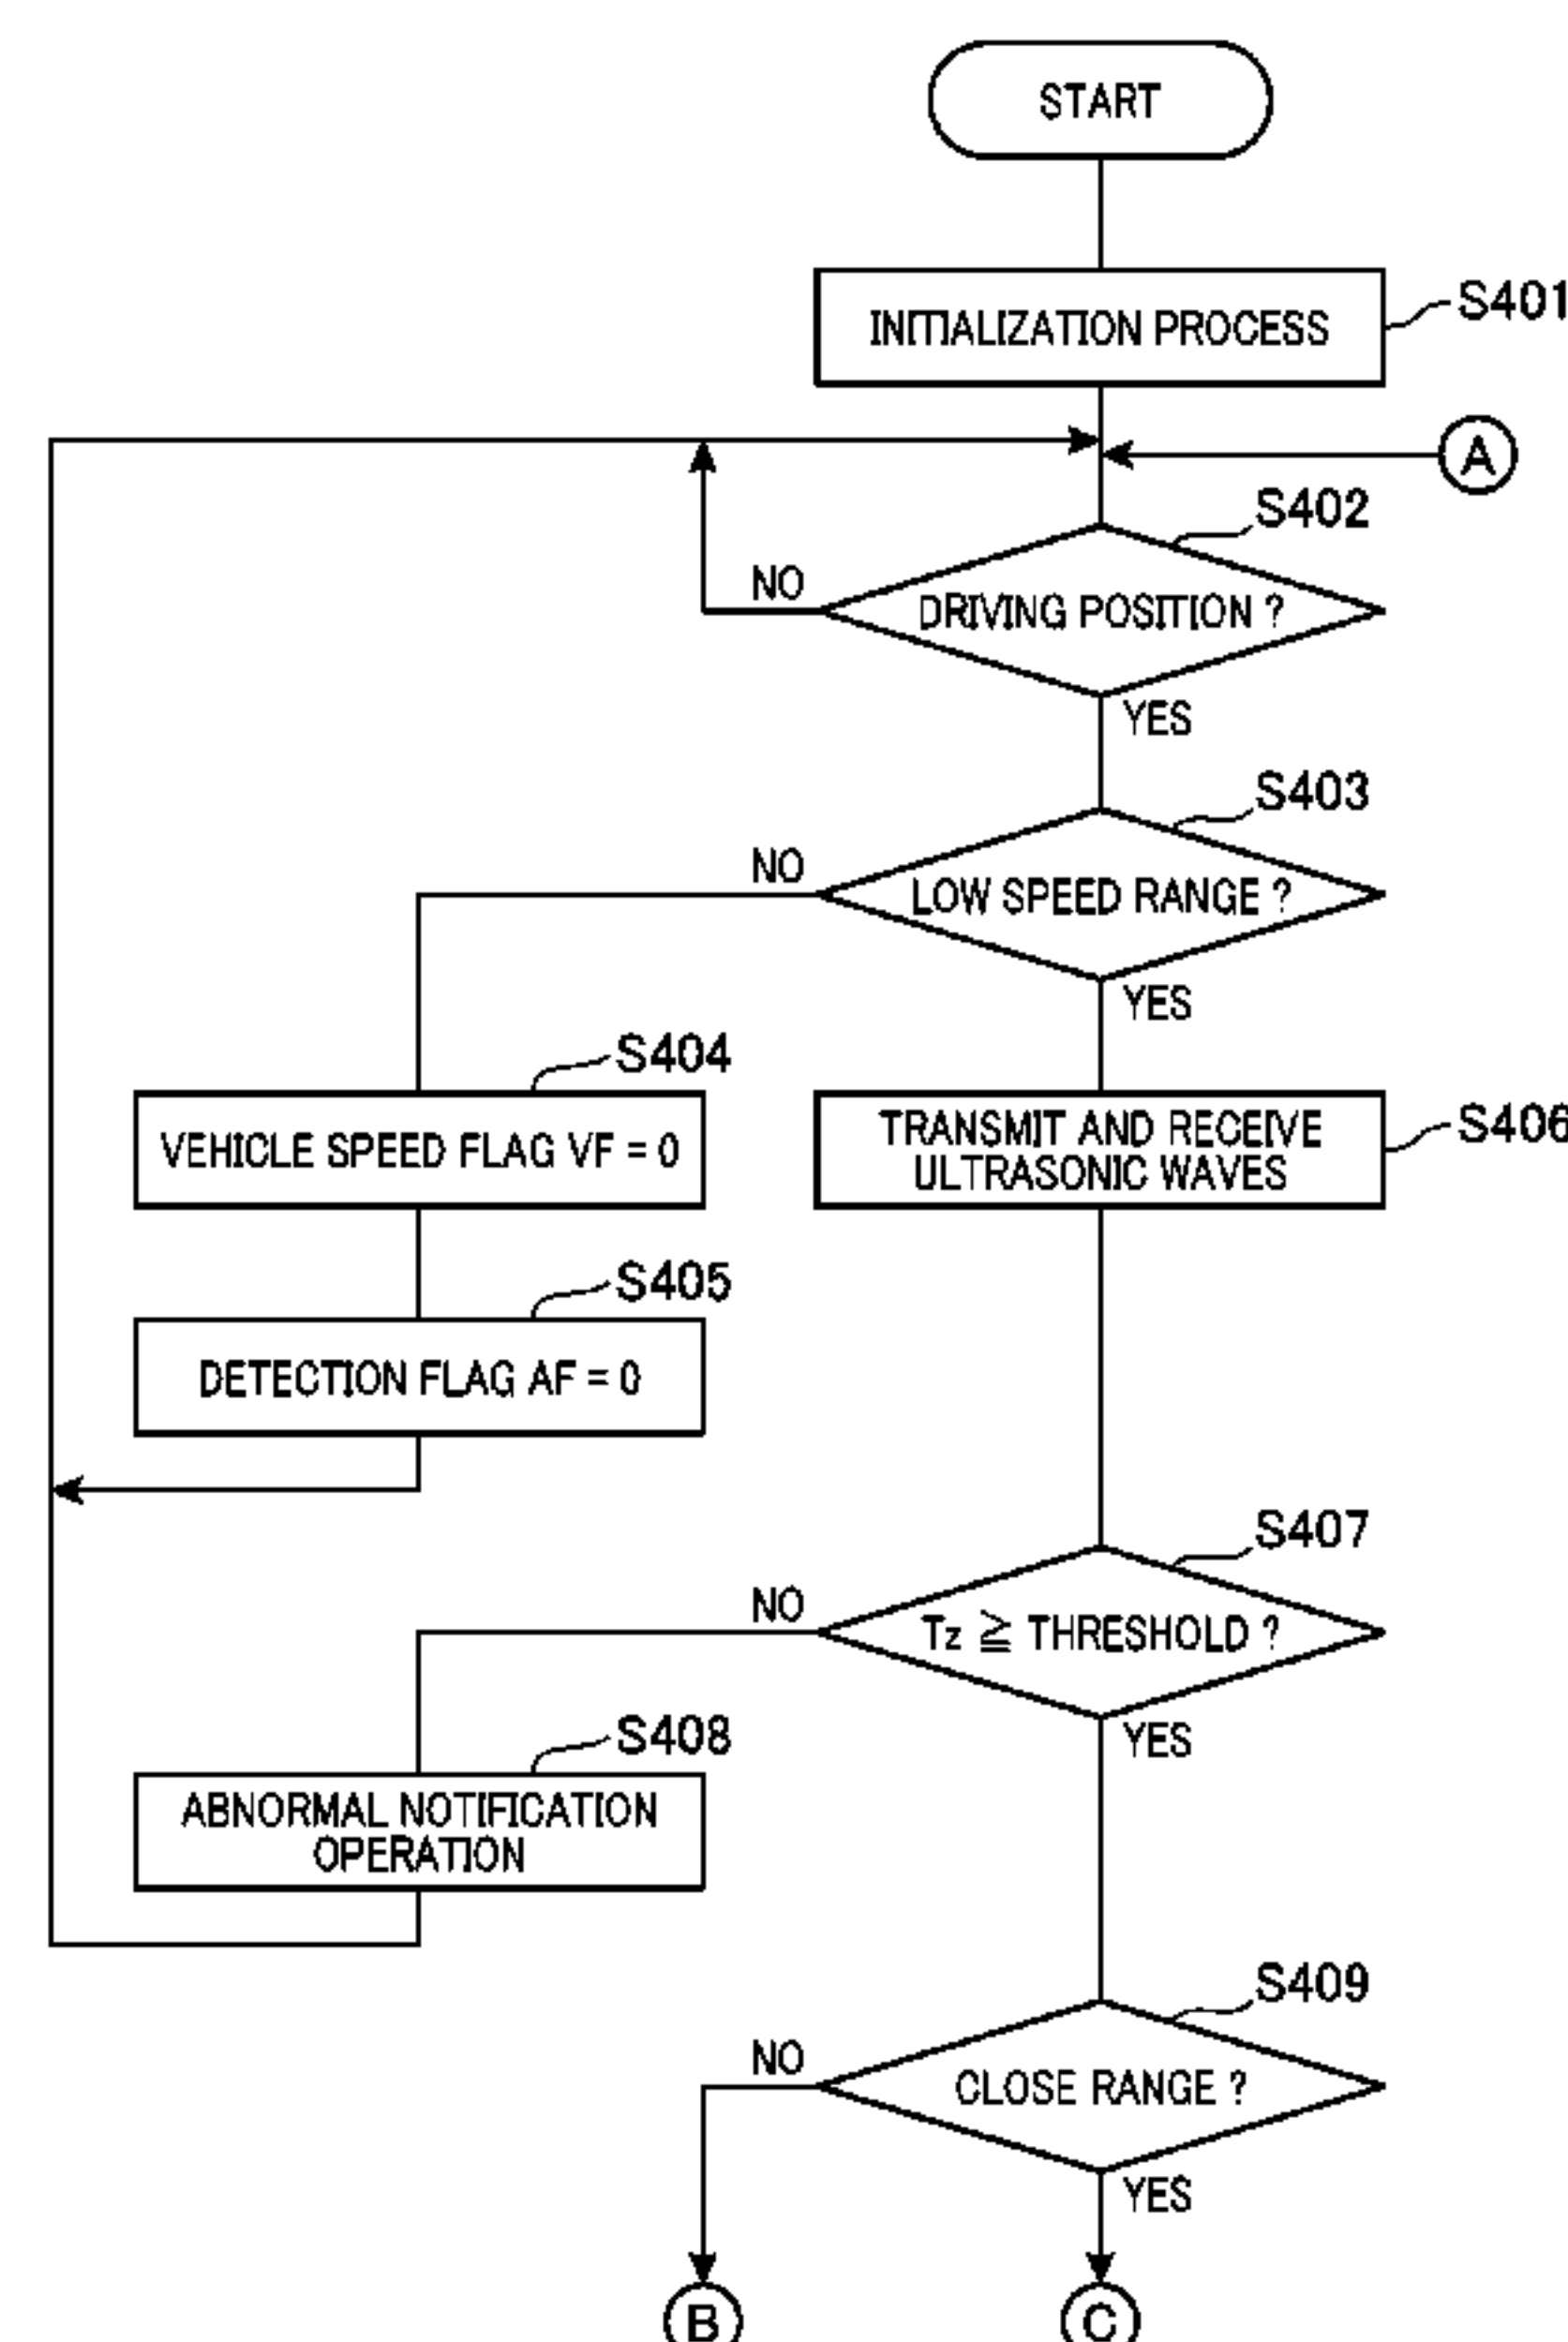 START
INITIALIZATION PROCESS
S401
A
S402
NO
DRIVING POSITION ?
YES
S403
NO
LOW SPEED RANGE ?
YES
S404
VEHICLE SPEED FLAG VF = 0
TRANSMIT AND RECEIVE
ULTRASONIC WAVES
S406
S405
DETECTION FLAG AF = 0
S407
NO
Tz ≧ THRESHOLD ?
YES
S408
ABNORMAL NOTIFICATION
OPERATION
S409
NO
CLOSE RANGE ?
YES
B
C